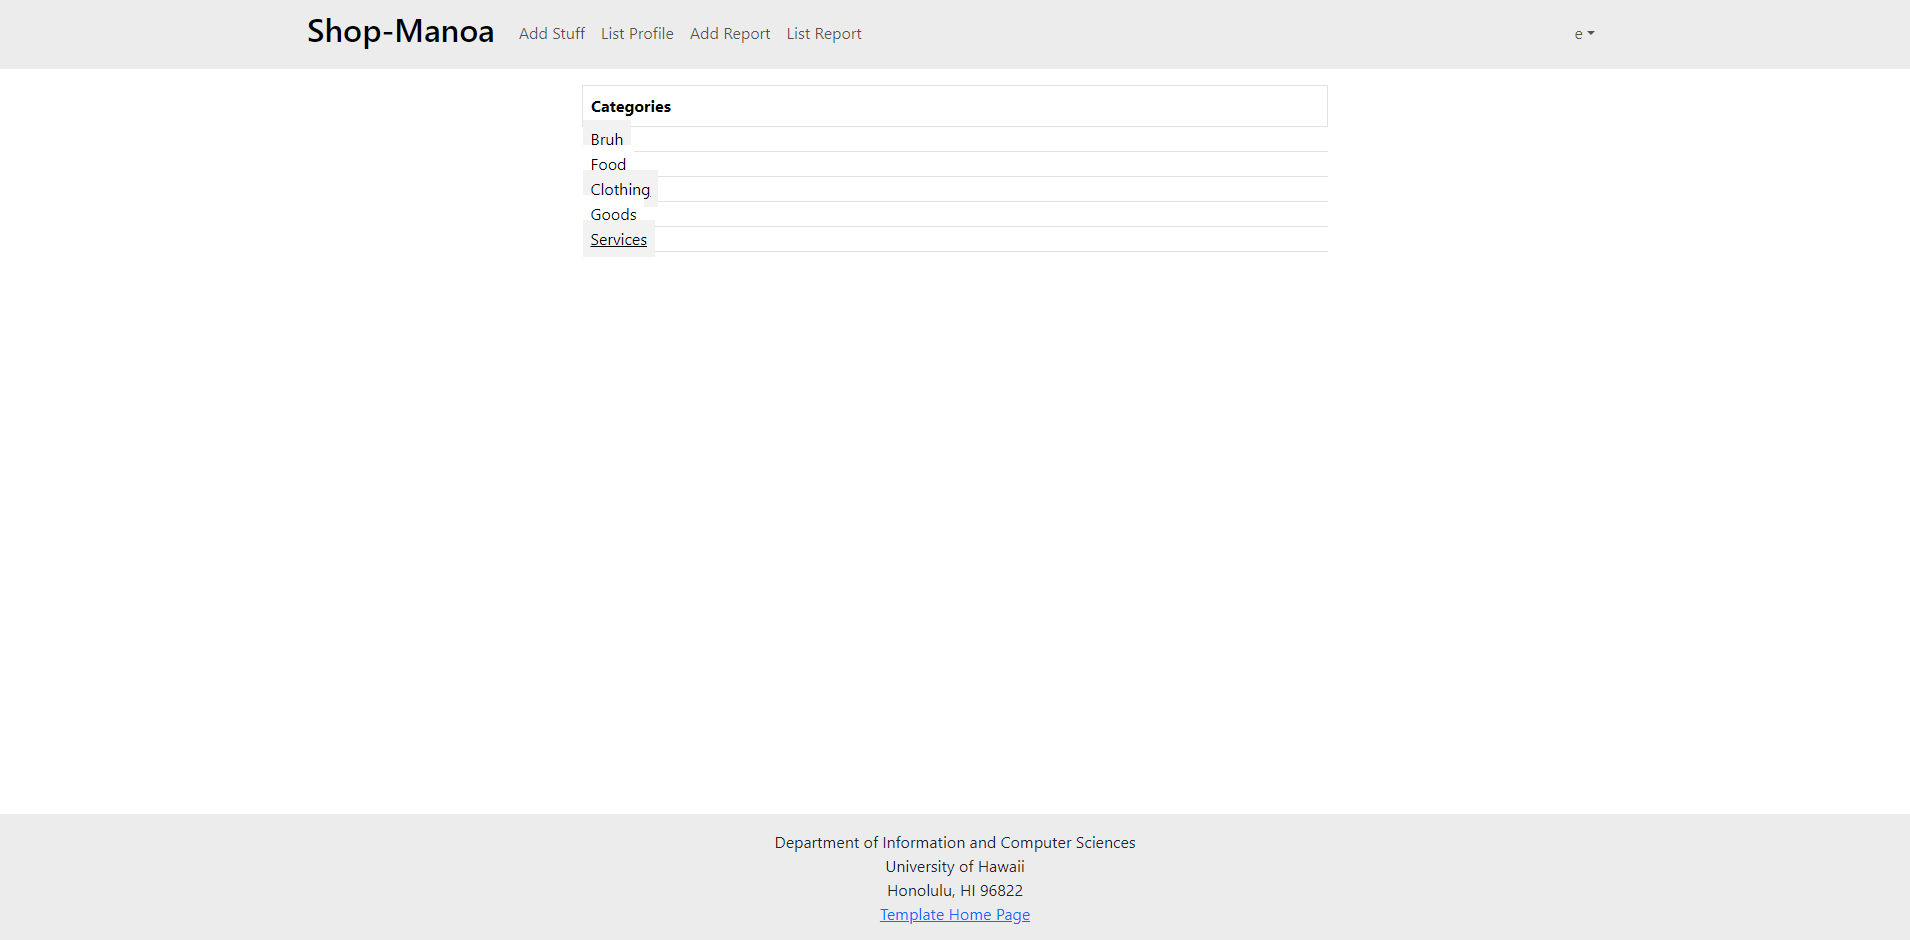 Shop-Manoa Add Stuff List Profile Add Report List Report e
Categories
Bruh
Food
Clothing
Goods
Services
Department of Information and Computer Sciences
University of Hawaii
Honolulu, HI 96822
Template Home Page